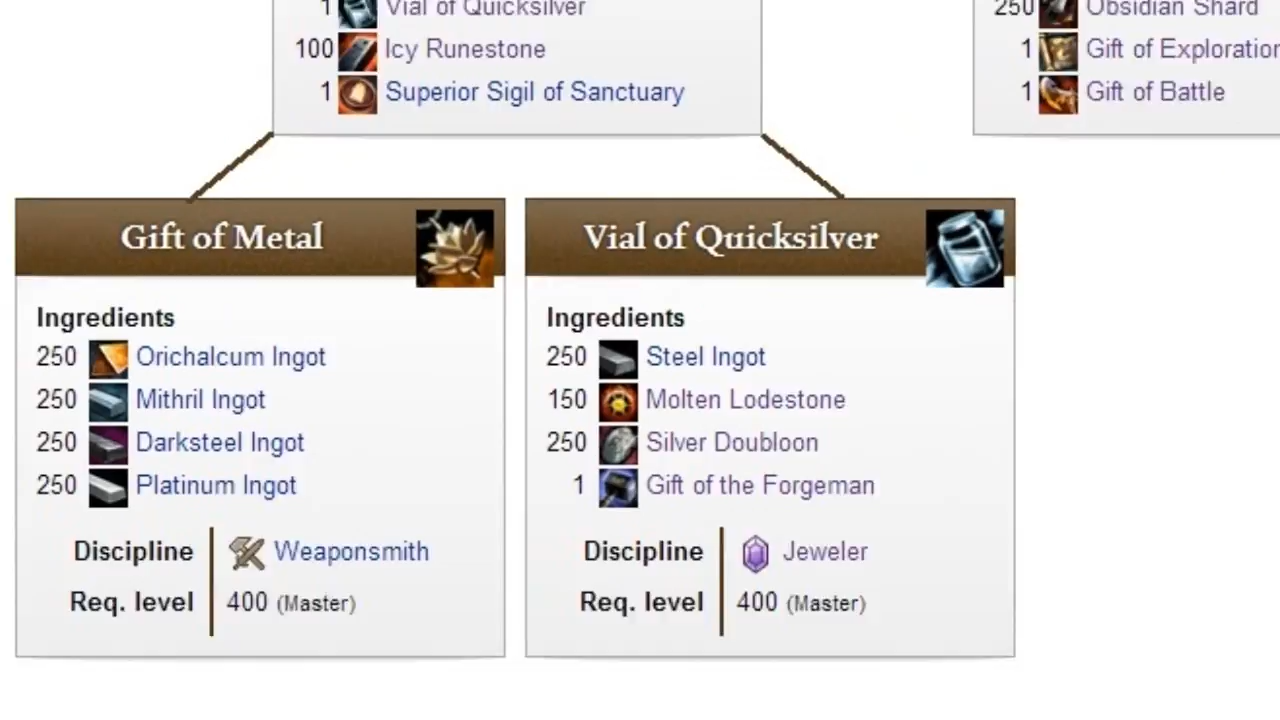 1 Vial of Quicksilver
100 Icy Runestone
1 Superior Sigil of Sanctuary
250 Obsidian Shard
1 Gift of Exploration
1 Gift of Battle
Gift of Metal
Ingredients
250 Orichalcum Ingot
250 Mithril Ingot
250 Darksteel Ingot
250 Platinum Ingot
Discipline Weaponsmith
Req. level 400 (Master)
Vial of Quicksilver
Ingredients
250 Steel Ingot
150 Molten Lodestone
250 Silver Doubloon
1 Gift of the Forgeman
Discipline Jeweler
Req. level 400 (Master)